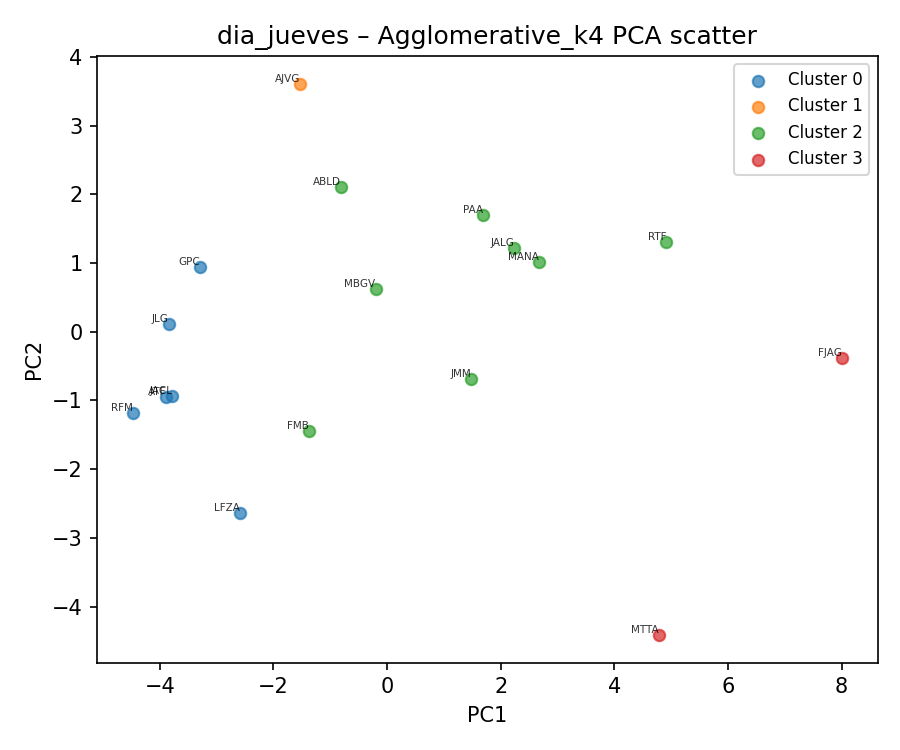 dia_jueves – Agglomerative_k4 PCA scatter
Cluster 0
Cluster 1
Cluster 2
Cluster 3
AJVG
ABLD
PAA
JALG
MANA
RTF
GPC
MBGV
JLG
FJAG
JMM
RFM
FMB
LFZA
MTTA
4
3
2
1
0
−1
−2
−3
−4
PC2
−4
−2
0
2
4
6
8
PC1